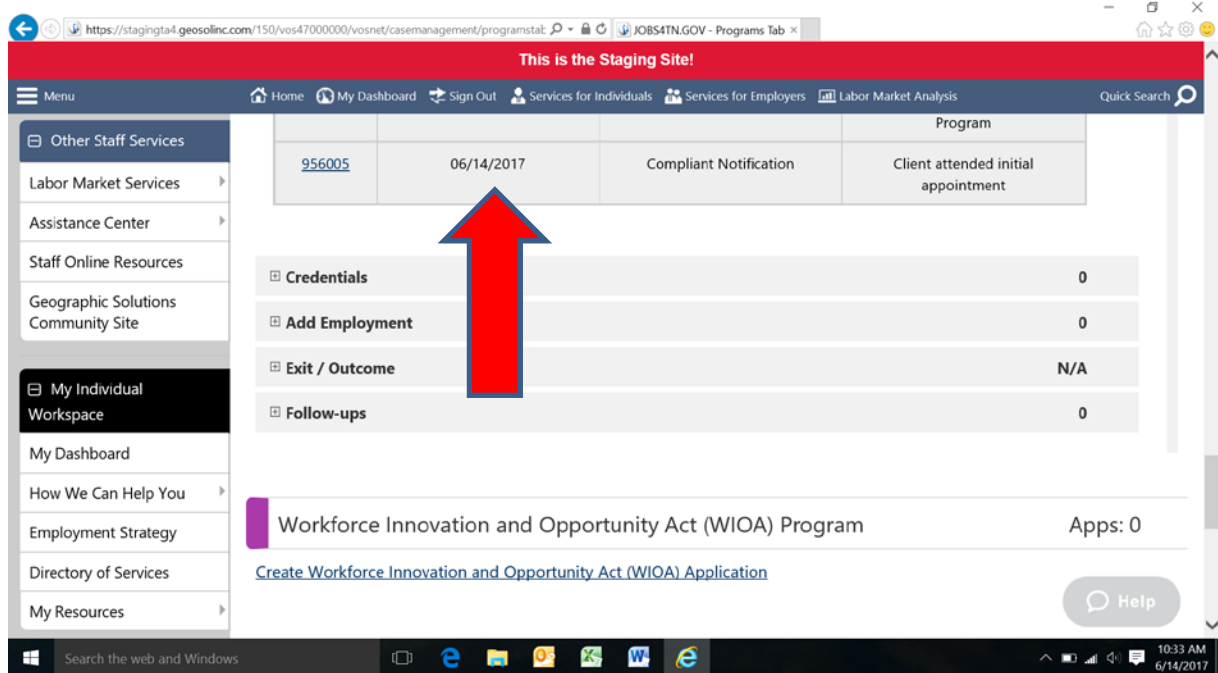 https://stagingta4.geosolinc.com/150/vos47000000/vosnet/casemanagement/programstab
JOBS4TN.GOV - Programs Tab
This is the Staging Site!
Menu
Home
My Dashboard
Sign Out
Services for Individuals
Services for Employers
Labor Market Analysis
Quick Search
Other Staff Services
Labor Market Services
Assistance Center
Staff Online Resources
Geographic Solutions
Community Site
My Individual
Workspace
My Dashboard
How We Can Help You
Employment Strategy
Directory of Services
My Resources
Program
956005 06/14/2017 Compliant Notification Client attended initial
appointment
Credentials 0
Add Employment 0
Exit / Outcome N/A
Follow-ups 0
Workforce Innovation and Opportunity Act (WIOA) Program Apps: 0
Create Workforce Innovation and Opportunity Act (WIOA) Application
Help
Search the web and Windows
10:33 AM
6/14/2017